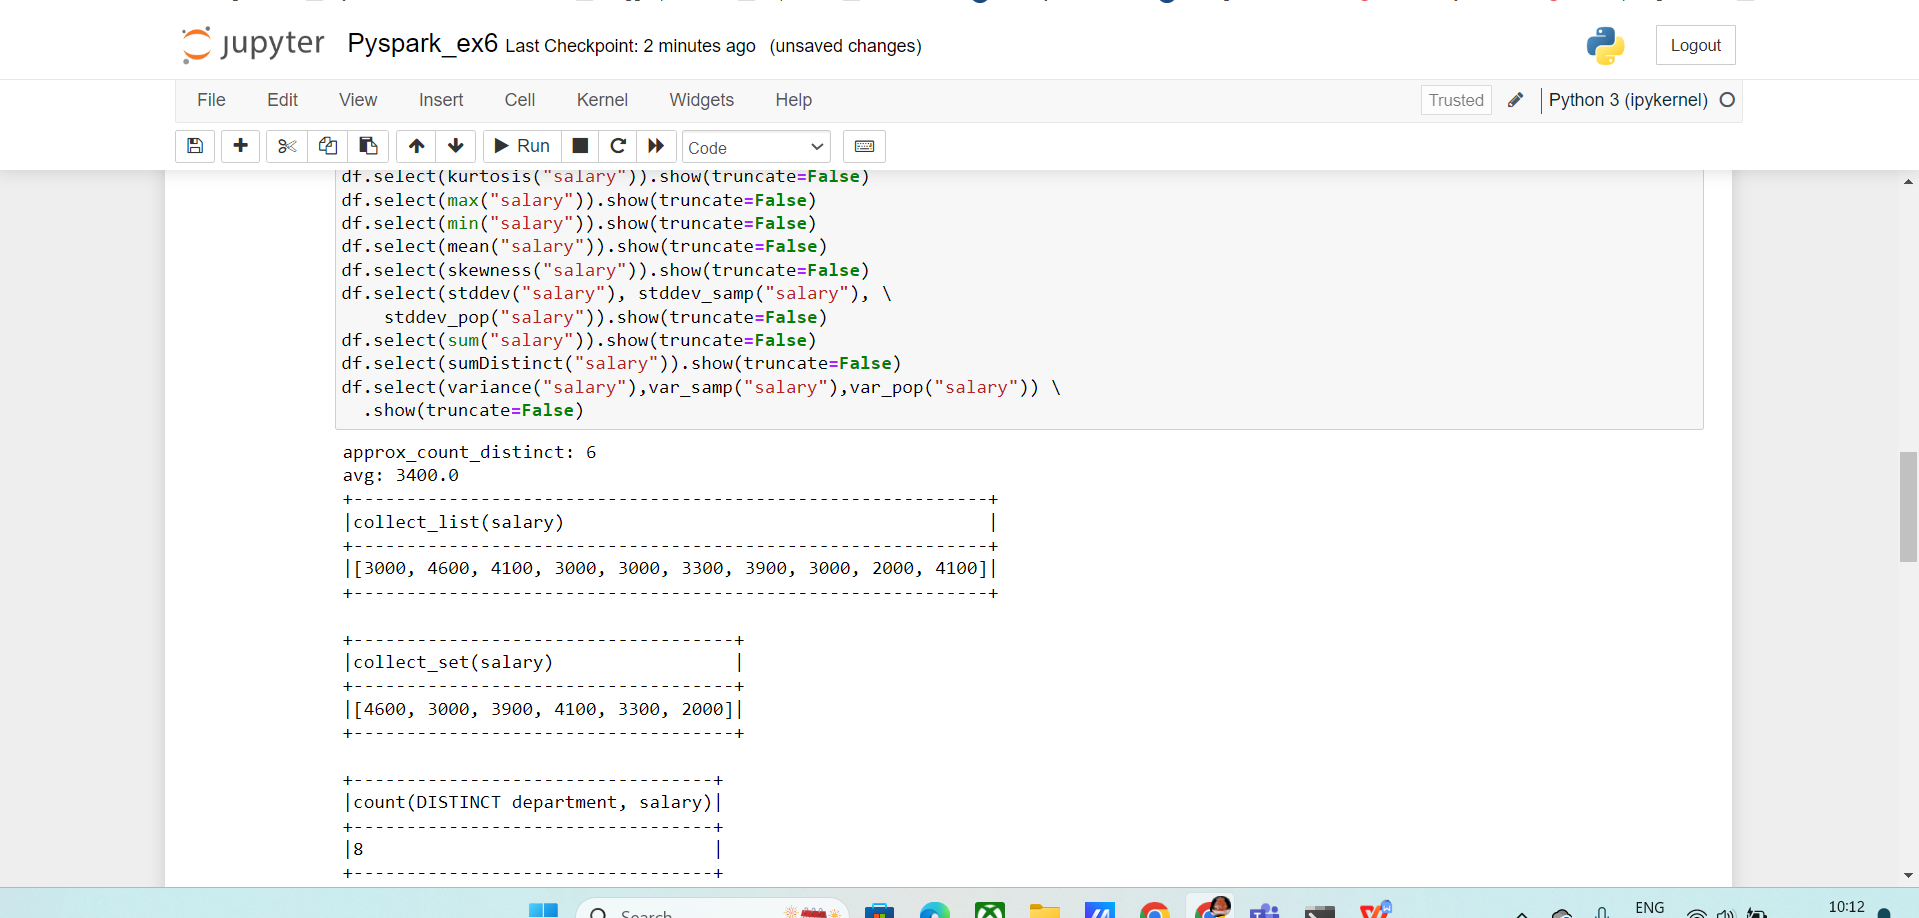 jupyter Pyspark_ex6 Last Checkpoint: 2 minutes ago (unsaved changes)
Logout
File Edit View Insert Cell Kernel Widgets Help
Trusted
Python 3 (ipykernel)
Run
Code
df.select(kurtosis("salary")).show(truncate=False)
df.select(max("salary")).show(truncate=False)
df.select(min("salary")).show(truncate=False)
df.select(mean("salary")).show(truncate=False)
df.select(skewness("salary")).show(truncate=False)
df.select(stddev("salary"), stddev_samp("salary"), \
    stddev_pop("salary")).show(truncate=False)
df.select(sum("salary")).show(truncate=False)
df.select(sumDistinct("salary")).show(truncate=False)
df.select(variance("salary"),var_samp("salary"),var_pop("salary")) \
  .show(truncate=False)
approx_count_distinct: 6
avg: 3400.0
+------------------------------------------------------------+
|collect_list(salary)                                        |
+------------------------------------------------------------+
|[3000, 4600, 4100, 3000, 3000, 3300, 3900, 3000, 2000, 4100]|
+------------------------------------------------------------+
+------------------------------------+
|collect_set(salary)                 |
+------------------------------------+
|[4600, 3000, 3900, 4100, 3300, 2000]|
+------------------------------------+
+----------------------------------+
|count(DISTINCT department, salary)|
+----------------------------------+
|8                                 |
+----------------------------------+
Search
ENG
10:12